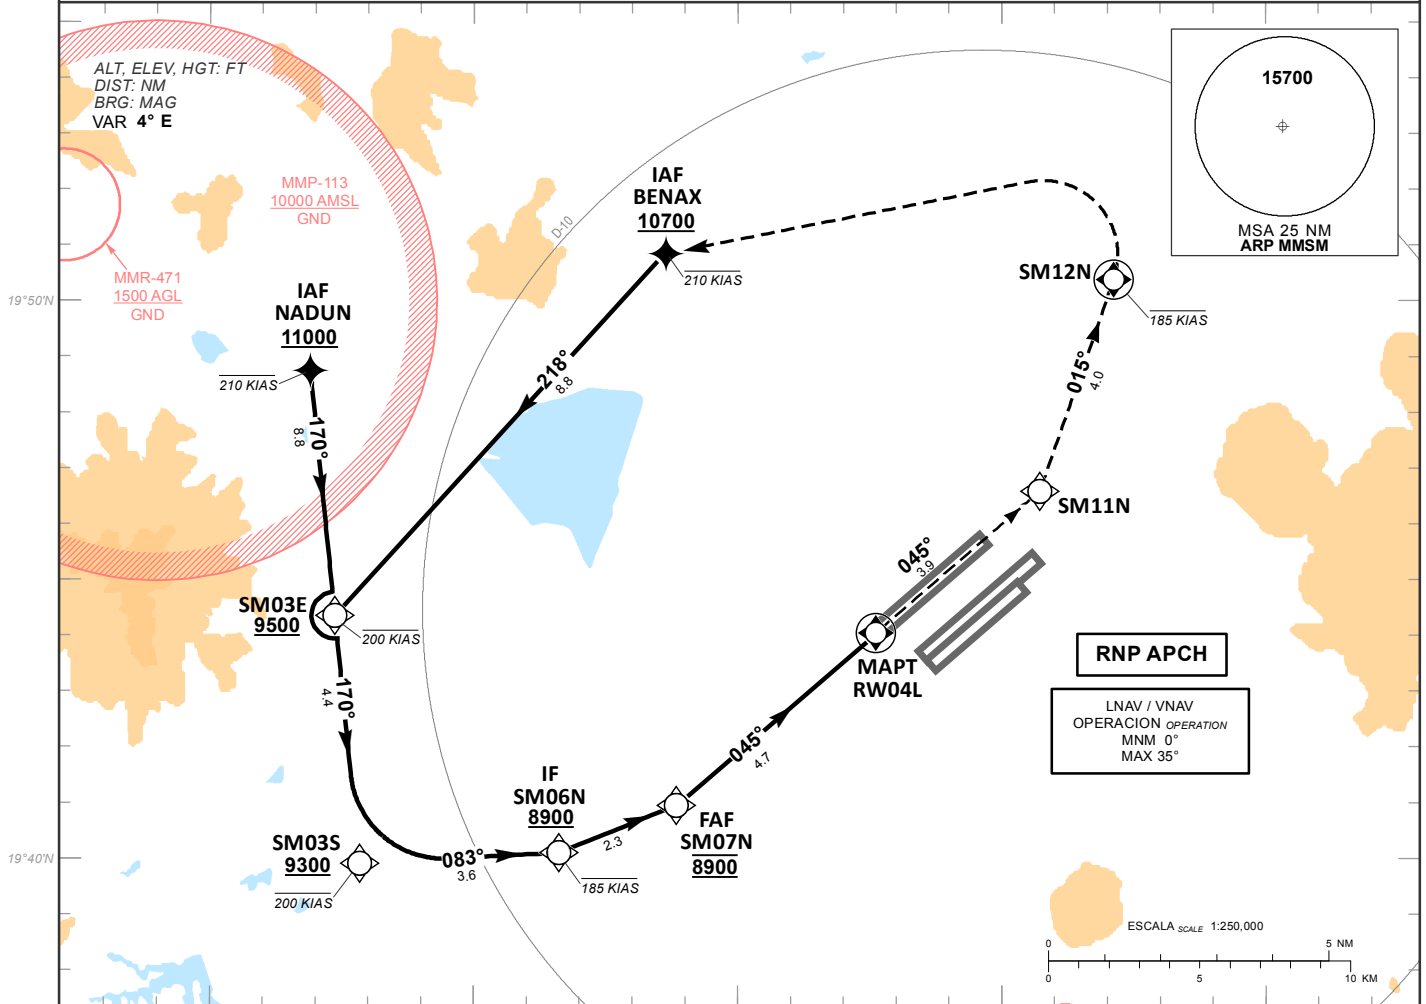 ALT, ELEV, HGT: FT
DIST: NM
BRG: MAG
VAR 4° E
MMP-113
10000 AMSL
GND
MMR-471
1500 AGL
GND
IAF
NADUN
11000
210 KIAS
170°
8.8
IAF
BENAX
10700
210 KIAS
D-10
218°
8.8
15700
MSA 25 NM
ARP MMSM
SM12N
185 KIAS
015°
4.0
SM11N
045°
3.9
19°50'N
SM03E
9500
200 KIAS
170°
4.4
MAPT
RW04L
RNP APCH
LNAV / VNAV
OPERACION OPERATION
MNM 0°
MAX 35°
045°
4.7
IF
SM06N
8900
185 KIAS
2.3
FAF
SM07N
8900
SM03S
9300
200 KIAS
083°
3.6
19°40'N
ESCALA SCALE 1:250,000
0 5 NM
0 5 10 KM